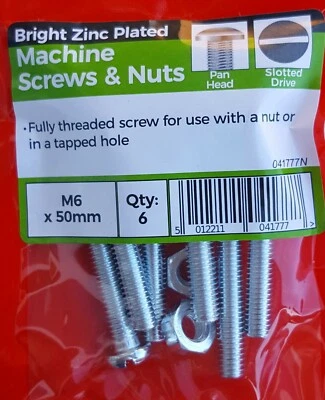 Bright Zinc Plated
Machine
Screws & Nuts
Pan
Head
Slotted
Drive
•Fully threaded screw for use with a nut or
in a tapped hole
041777N
M6
x 50mm
Qty:
6
5 012211 041777 >